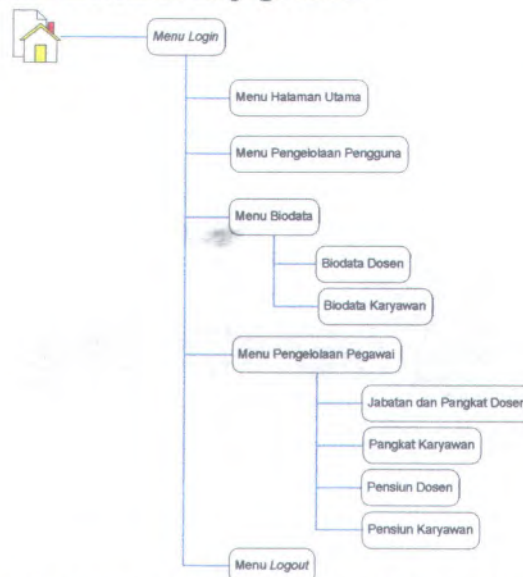 Menu Login
Menu Halaman Utama
Menu Pengelolaan Pengguna
Menu Biodata
Biodata Dosen
Biodata Karyawan
Menu Pengelolaan Pegawai
Jabatan dan Pangkat Dosen
Pangkat Karyawan
Pensiun Dosen
Pensiun Karyawan
Menu Logout